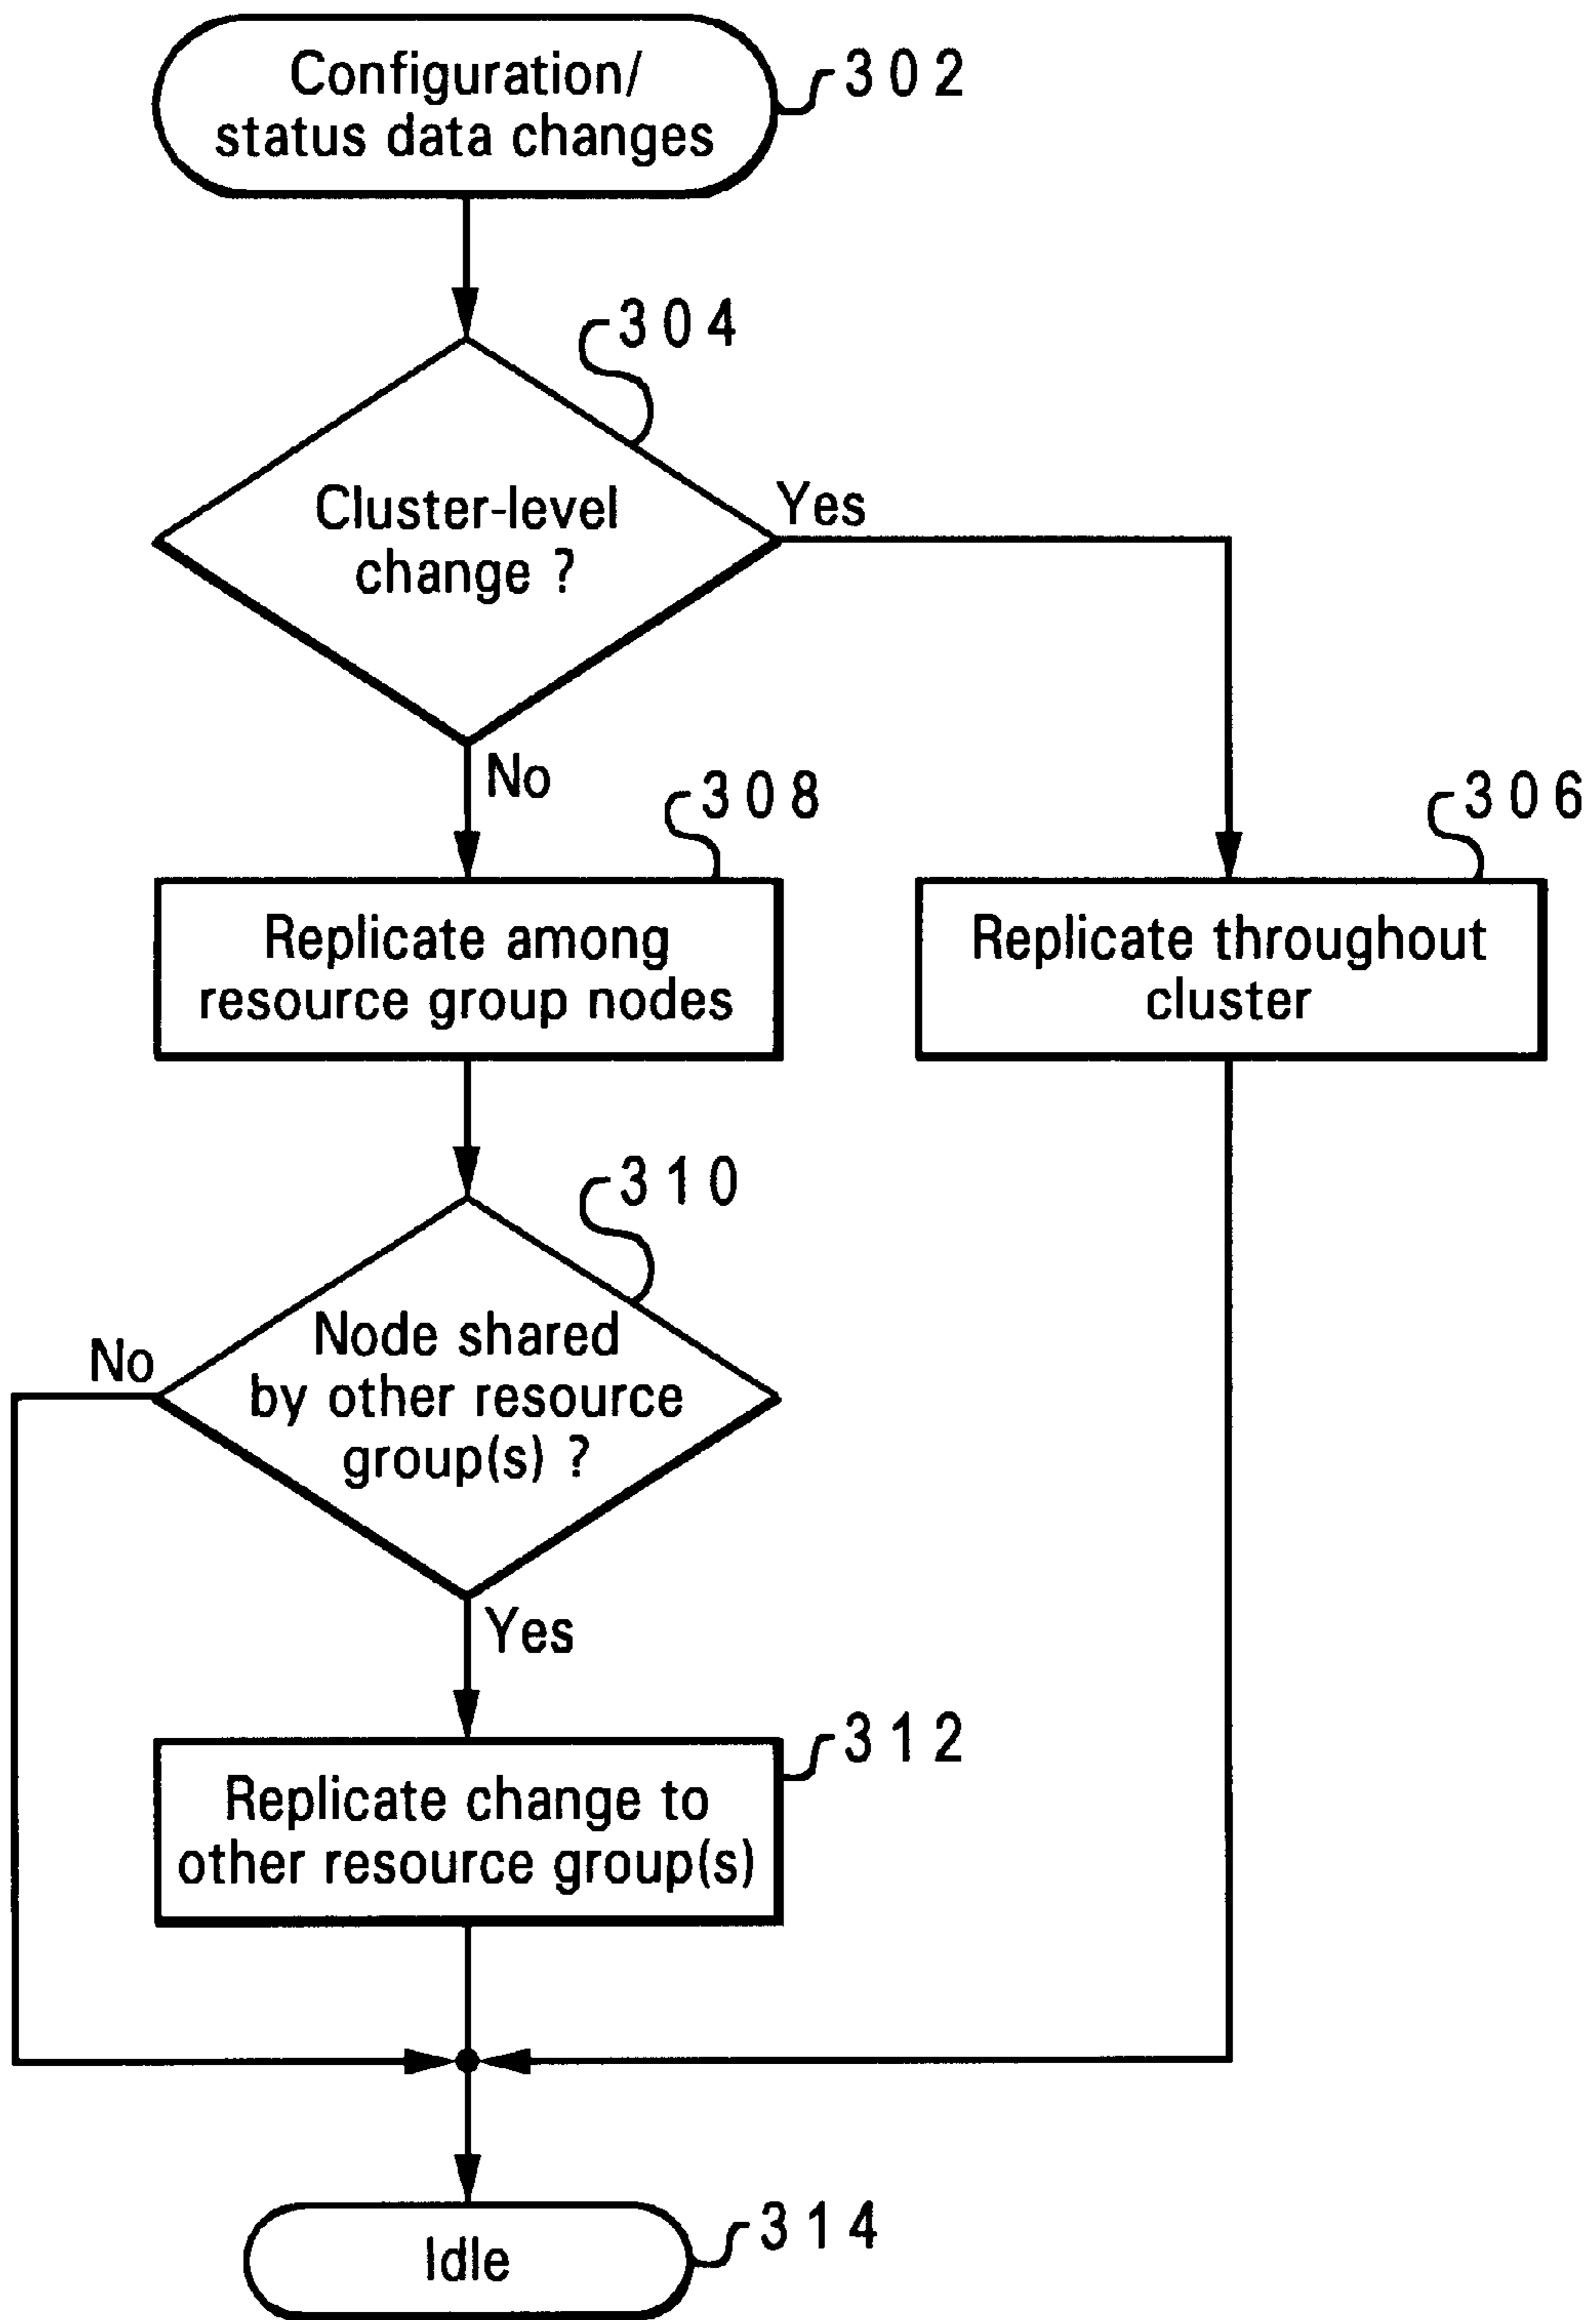 Configuration/
status data changes
302
304
Cluster-level
change ?
Yes
No
308
306
Replicate among
resource group nodes
Replicate throughout
cluster
310
Node shared
by other resource
group(s) ?
No
Yes
312
Replicate change to
other resource group(s)
Idle
314